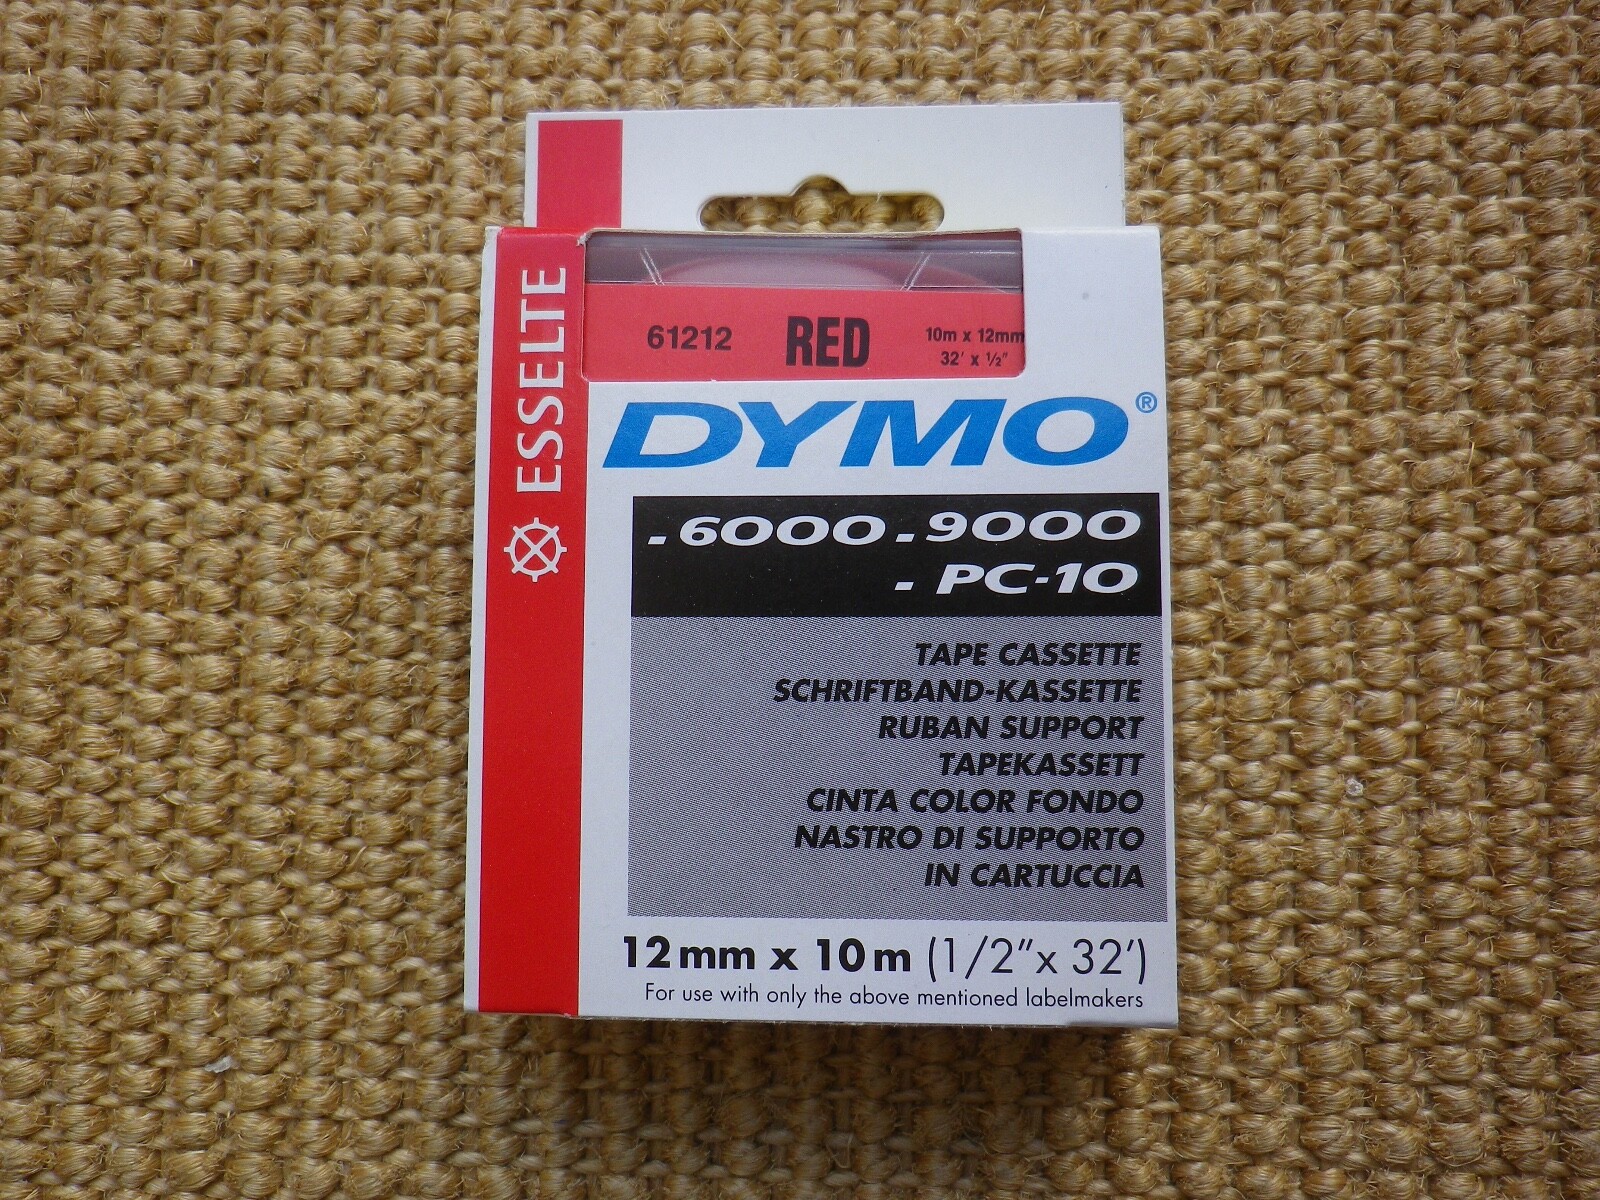 ESSELTE
61212 RED 10m x 12mm
32' x ½"
DYMO®
- 6000 - 9000
- PC-10
TAPE CASSETTE
SCHRIFTBAND-KASSETTE
RUBAN SUPPORT
TAPEKASSETT
CINTA COLOR FONDO
NASTRO DI SUPPORTO
IN CARTUCCIA
12mm x 10m (1/2"x 32')
For use with only the above mentioned labelmakers